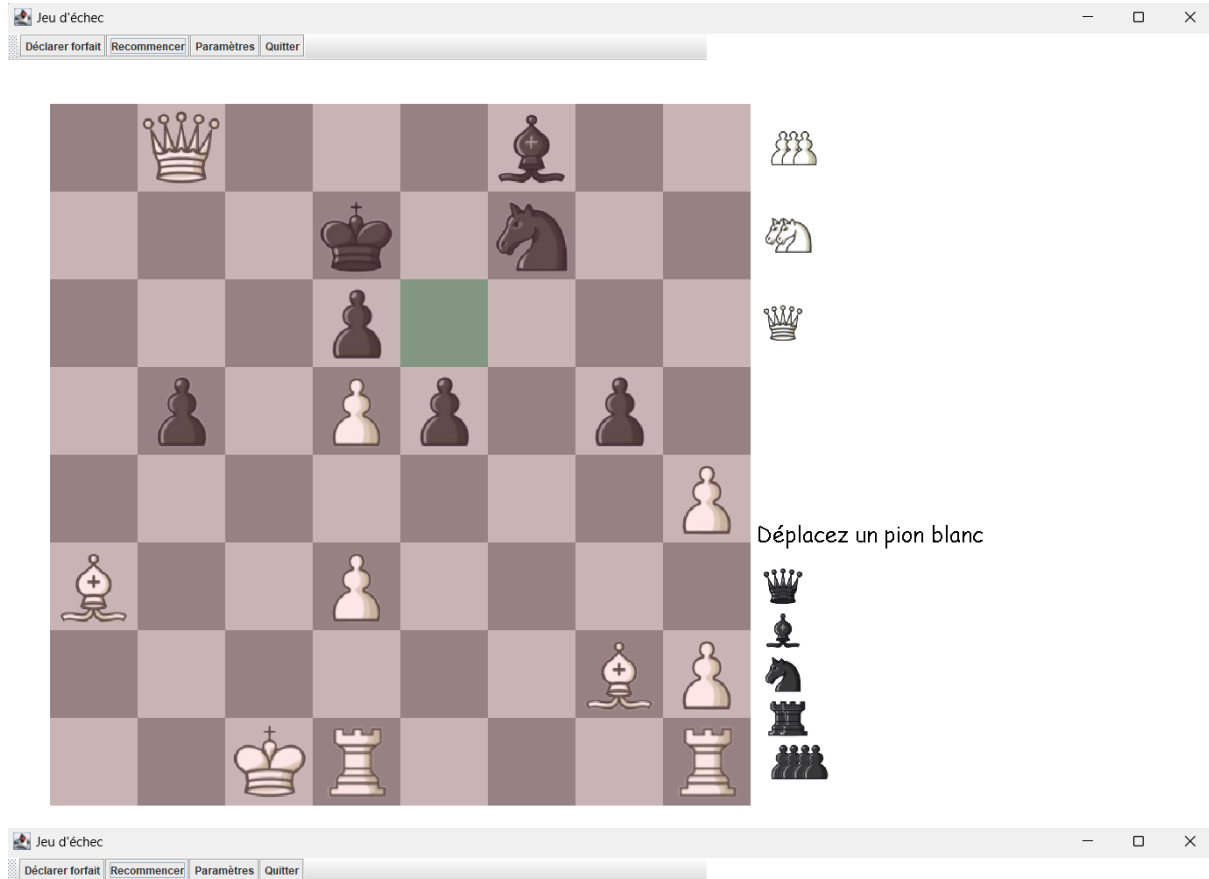 Jeu d'échec
Déclarer forfait Recommencer Paramètres Quitter
Déplacez un pion blanc
Jeu d'échec
Déclarer forfait Recommencer Paramètres Quitter